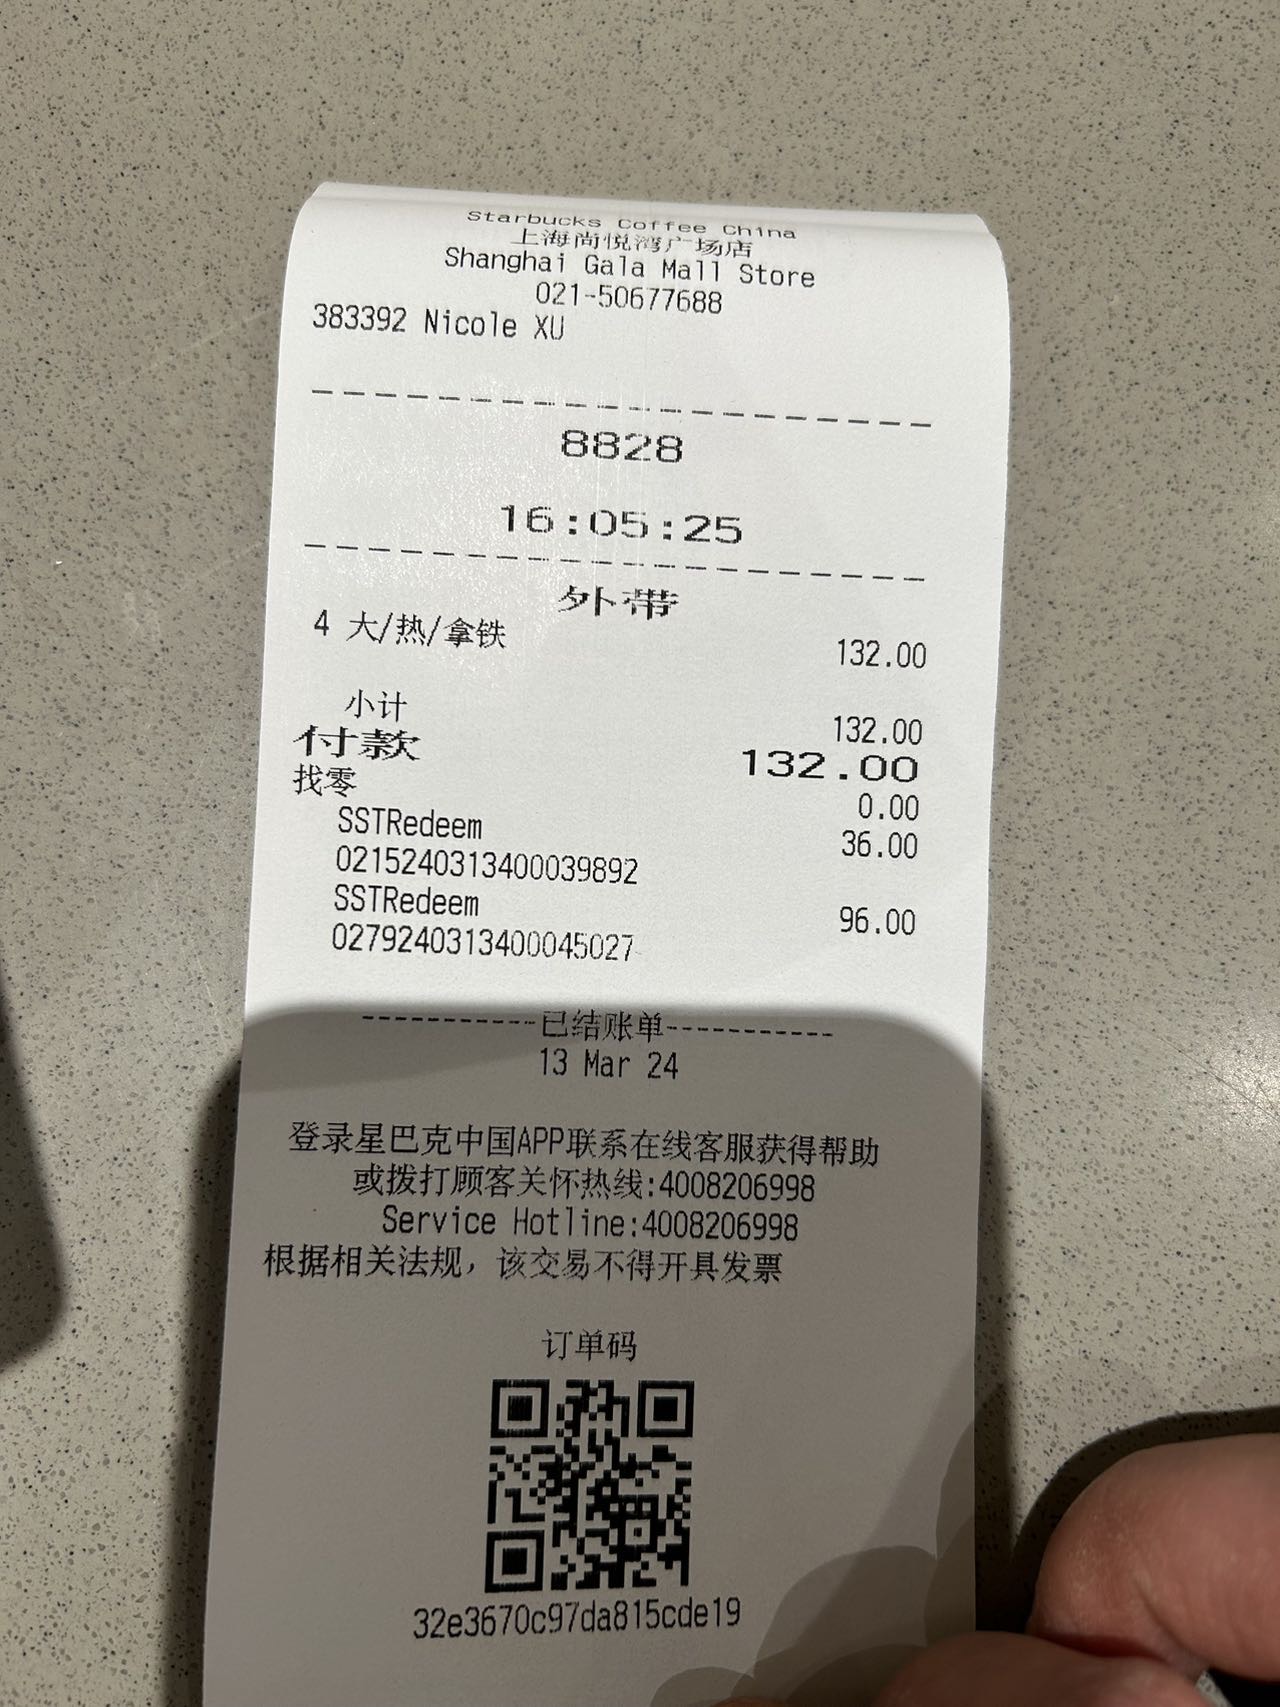 Starbucks Coffee China
上海尚悦湾广场店
Shanghai Gala Mall Store
021-50677688
383392 Nicole XU
8828
16:05:25
外带
4 大/热/拿铁 132.00
小计 132.00
付款 132.00
找零 0.00
SSTRedeem 36.00
0215240313400039892
SSTRedeem 96.00
0279240313400045027
-----------已结账单-----------
13 Mar 24
登录星巴克中国APP联系在线客服获得帮助
或拨打顾客关怀热线:4008206998
Service Hotline:4008206998
根据相关法规，该交易不得开具发票
订单码
32e3670c97da815cde19